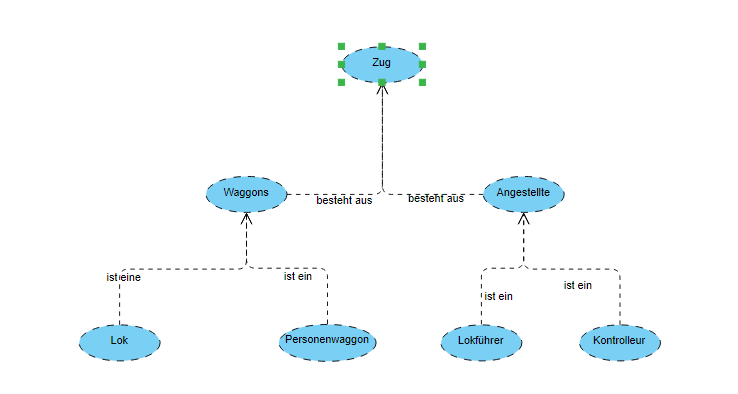 Zug
Waggons
besteht aus
besteht aus
Angestellte
ist eine
ist ein
ist ein
ist ein
Lok
Personenwaggon
Lokführer
Kontrolleur